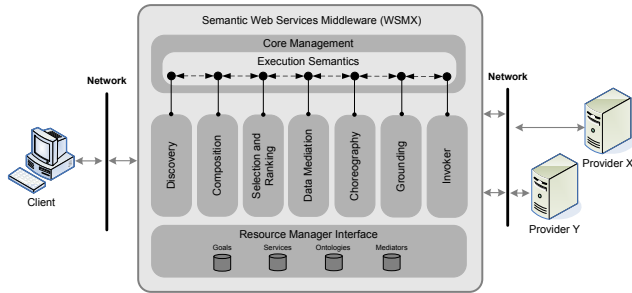 Semantic Web Services Middleware (WSMX)
Core Management
Execution Semantics
Network
Network
Discovery
Composition
Selection and
Ranking
Data Mediation
Choreography
Grounding
Invoker
Client
Provider X
Provider Y
Resource Manager Interface
Goals
Services
Ontologies
Mediators